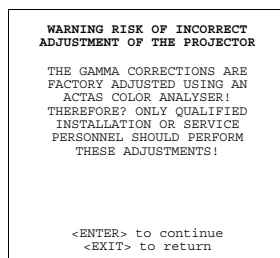 WARNING RISK OF INCORRECT
ADJUSTMENT OF THE PROJECTOR
THE GAMMA CORRECTIONS ARE
FACTORY ADJUSTED USING AN
ACTAS COLOR ANALYSER!
THEREFORE? ONLY QUALIFIED
INSTALLATION OR SERVICE
PERSONNEL SHOULD PERFORM
THESE ADJUSTMENTS!
<ENTER> to continue
<EXIT> to return